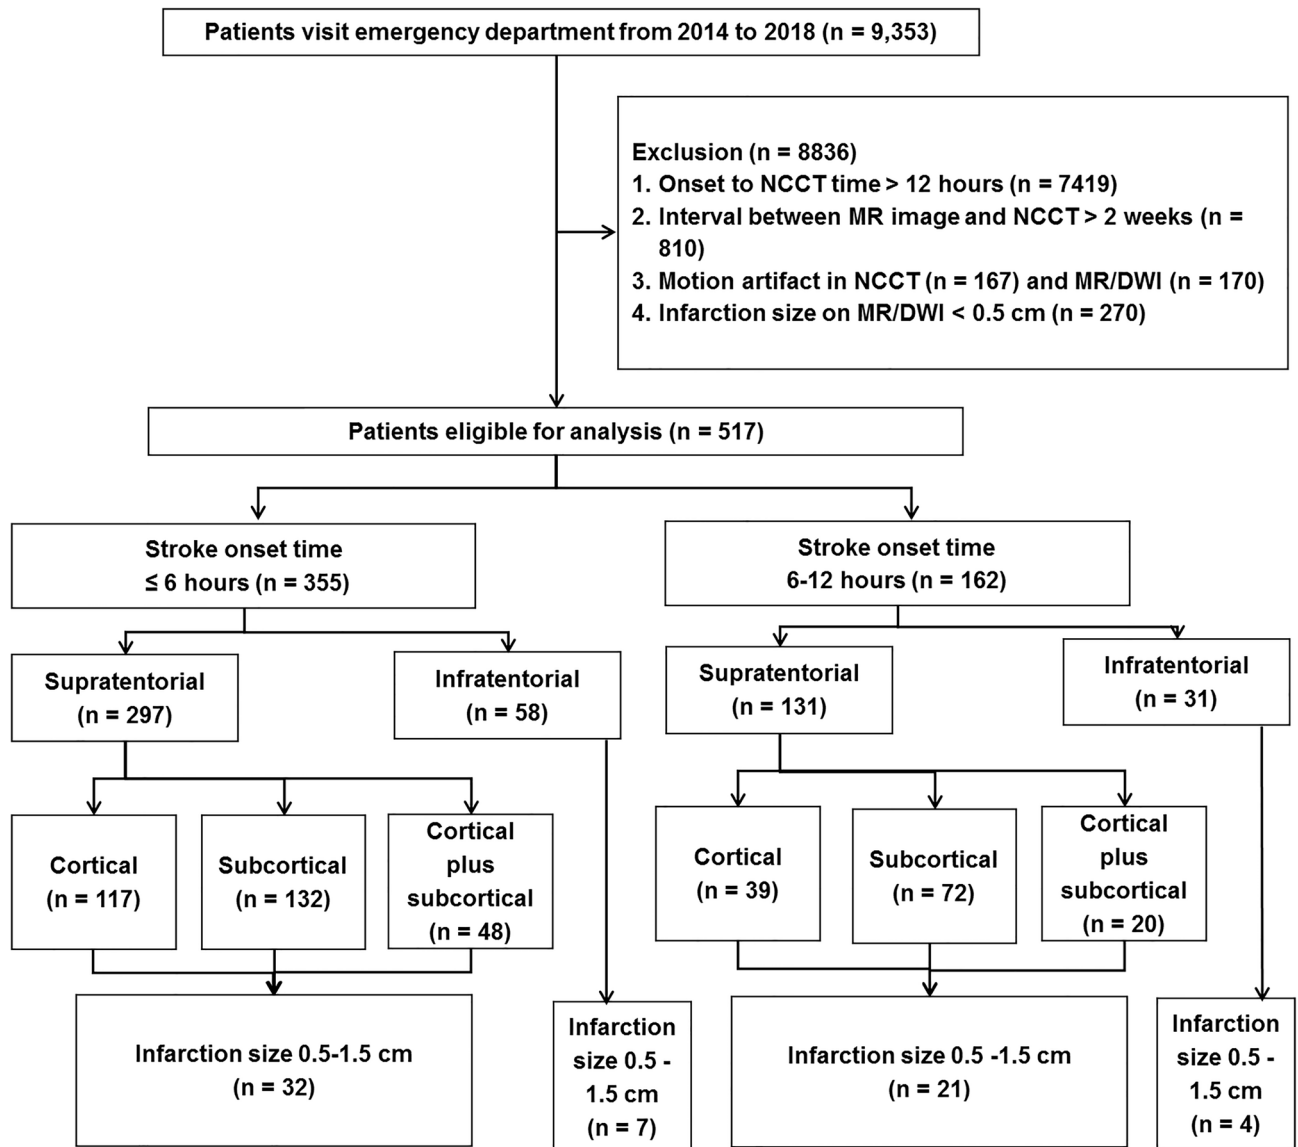 Patients visit emergency department from 2014 to 2018 (n = 9,353)
Exclusion (n = 8836)
1. Onset to NCCT time > 12 hours (n = 7419)
2. Interval between MR image and NCCT > 2 weeks (n =
810)
3. Motion artifact in NCCT (n = 167) and MR/DWI (n = 170)
4. Infarction size on MR/DWI < 0.5 cm (n = 270)
Patients eligible for analysis (n = 517)
Stroke onset time
≤ 6 hours (n = 355)
Stroke onset time
6-12 hours (n = 162)
Supratentorial
(n = 297)
Infratentorial
(n = 58)
Supratentorial
(n = 131)
Infratentorial
(n = 31)
Cortical
(n = 117)
Subcortical
(n = 132)
Cortical
plus
subcortical
(n = 48)
Cortical
(n = 39)
Subcortical
(n = 72)
Cortical
plus
subcortical
(n = 20)
Infarction size 0.5-1.5 cm
(n = 32)
Infarction
size 0.5 -
1.5 cm
(n = 7)
Infarction size 0.5 -1.5 cm
(n = 21)
Infarction
size 0.5 -
1.5 cm
(n = 4)